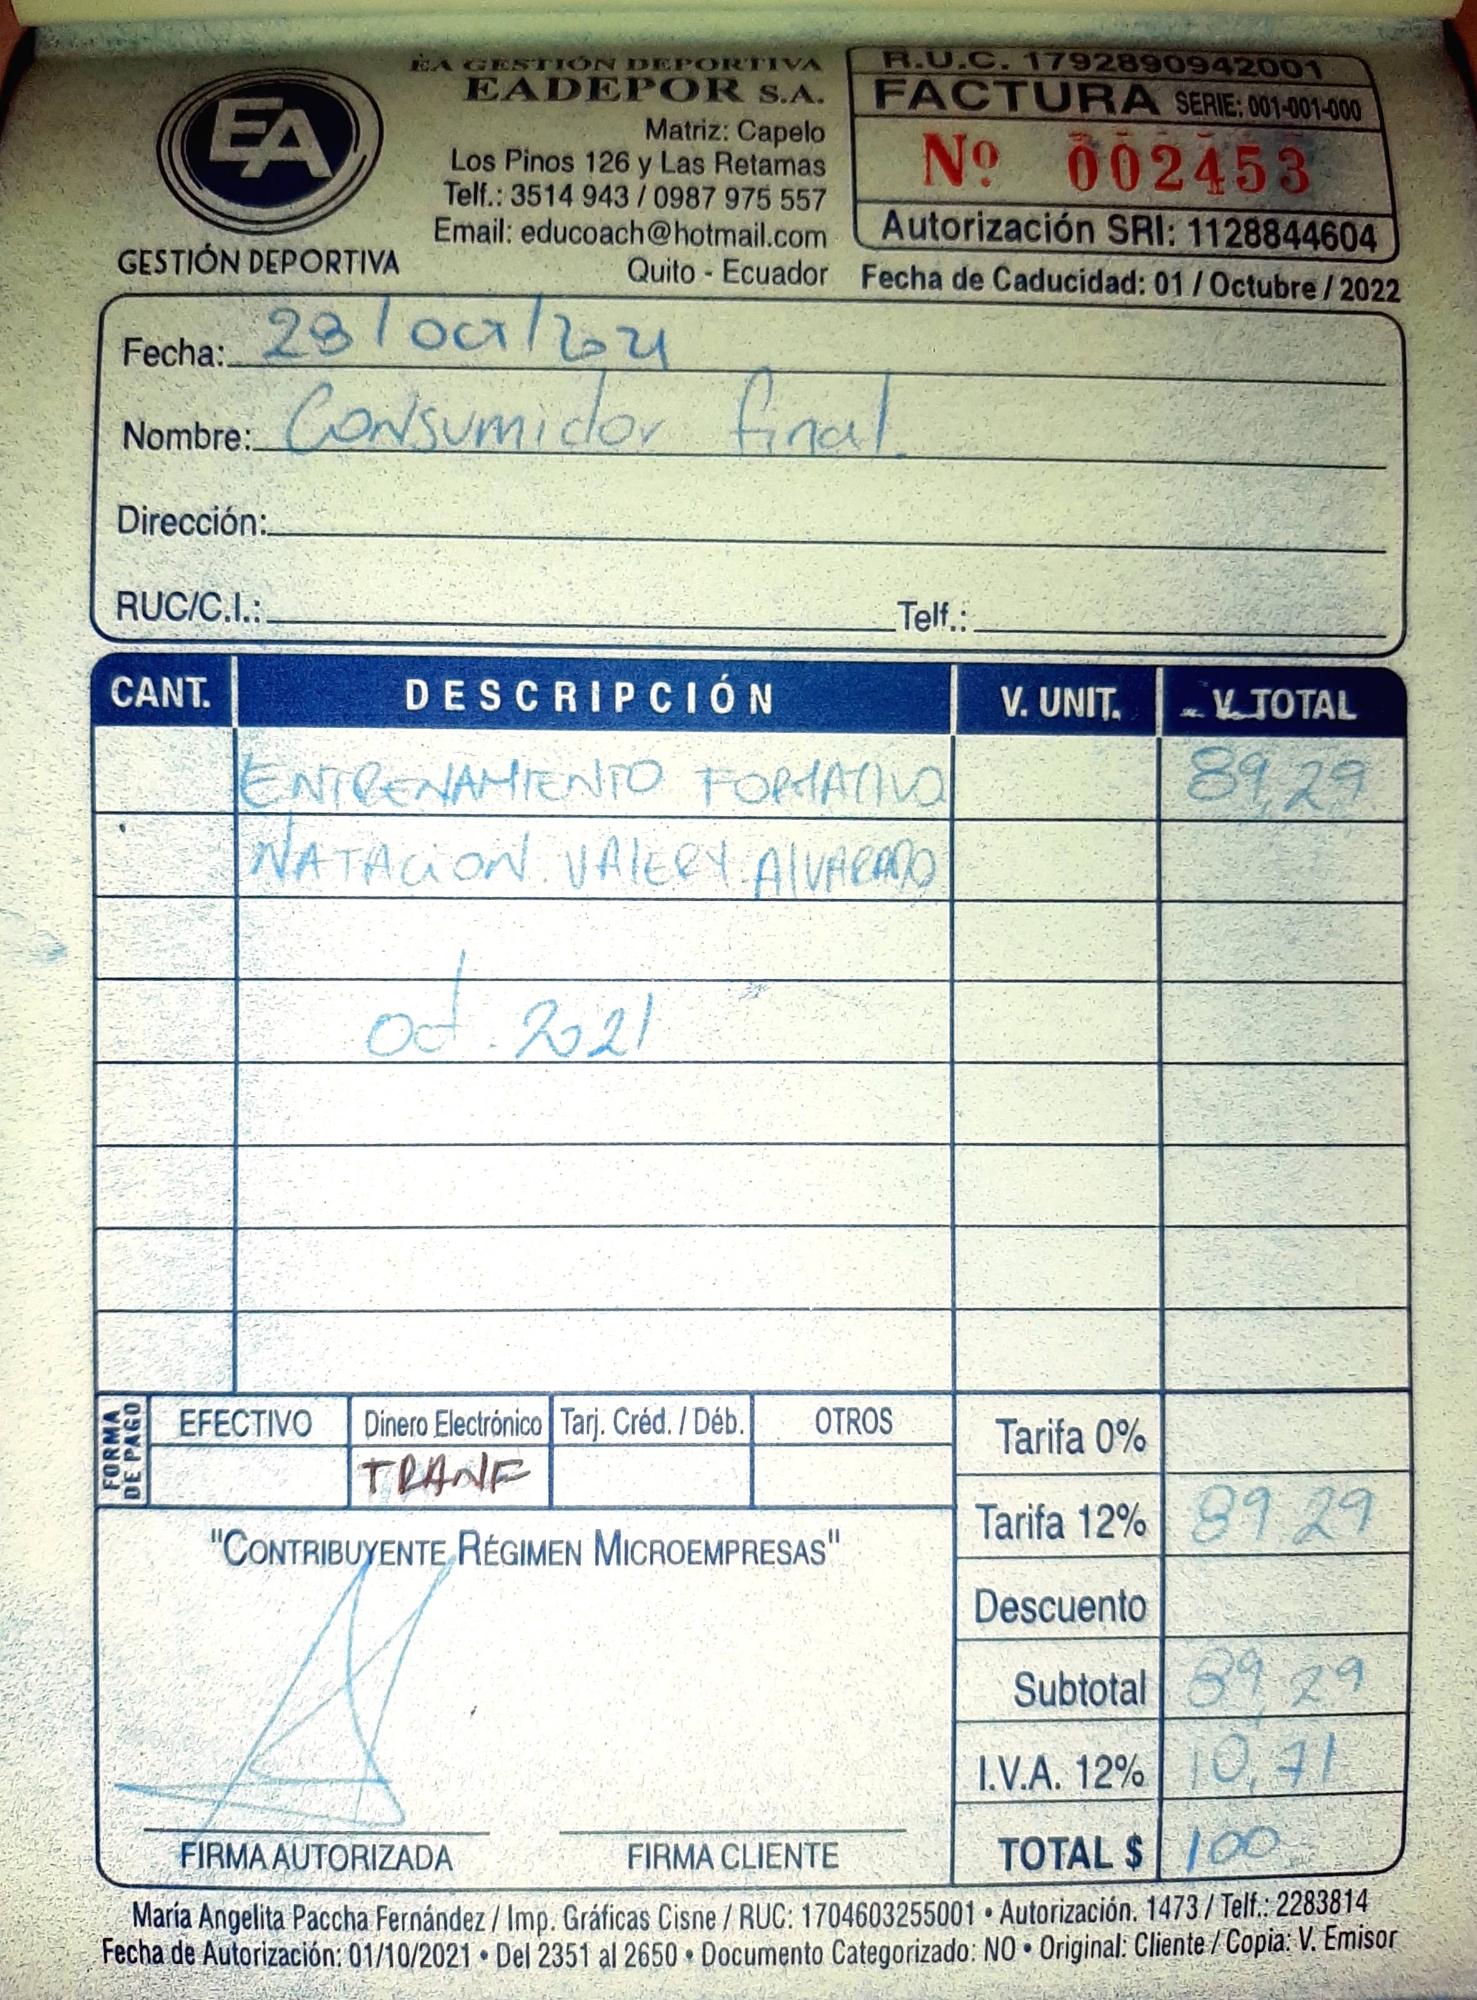 EA
GESTIÓN DEPORTIVA
EA GESTIÓN DEPORTIVA
EADEPOR S.A.
Matriz: Capelo
Los Pinos 126 y Las Retamas
Telf.: 3514 943 / 0987 975 557
Email: educoach@hotmail.com
Quito - Ecuador
R.U.C. 1792890942001
FACTURA SERIE: 001-001-000
Nº 002453
Autorización SRI: 1128844604
Fecha de Caducidad: 01 / Octubre / 2022
Fecha: 28/oct/2021
Nombre: Consumidor final.
Dirección:
RUC/C.I.: Telf.:
CANT. DESCRIPCIÓN V. UNIT. V. TOTAL
ENTRENAMIENTO FORMATIVO 89,29
NATACION. VALERY. ALVARADO
Oct. 2021
FORMA DE PAGO
EFECTIVO Dinero Electrónico Tarj. Créd. / Déb. OTROS
TRANF
Tarifa 0%
Tarifa 12% 89.29
Descuento
Subtotal 89,29
I.V.A. 12% 10,71
TOTAL $ 100
"CONTRIBUYENTE RÉGIMEN MICROEMPRESAS"
FIRMA AUTORIZADA FIRMA CLIENTE
María Angelita Paccha Fernández / Imp. Gráficas Cisne / RUC: 1704603255001 • Autorización. 1473 / Telf.: 2283814
Fecha de Autorización: 01/10/2021 • Del 2351 al 2650 • Documento Categorizado: NO • Original: Cliente / Copia: V. Emisor